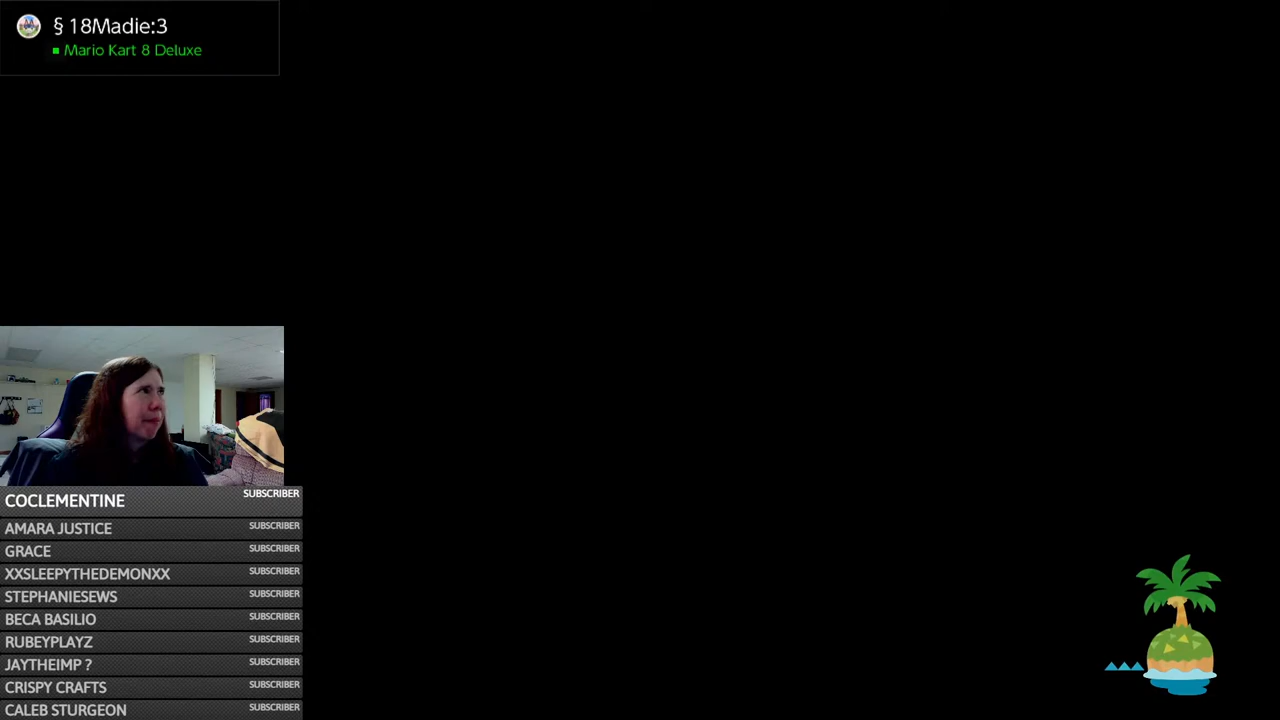 § 18Madie:3
Mario Kart 8 Deluxe
COCLEMENTINE SUBSCRIBER
AMARA JUSTICE SUBSCRIBER
GRACE SUBSCRIBER
XXSLEEPYTHEDEMONXX SUBSCRIBER
STEPHANIESEWS SUBSCRIBER
BECA BASILIO SUBSCRIBER
RUBEYPLAYZ SUBSCRIBER
JAYTHEIMP ? SUBSCRIBER
CRISPY CRAFTS SUBSCRIBER
CALEB STURGEON SUBSCRIBER